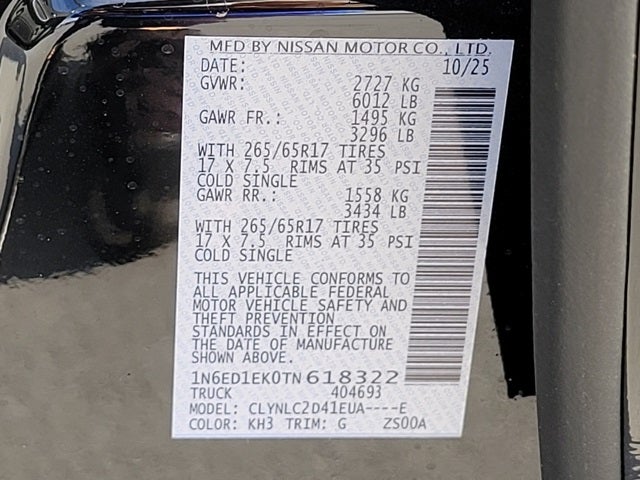 MFD BY NISSAN MOTOR CO., LTD.
DATE: 10/25
GVWR: 2727 KG
6012 LB
GAWR FR.: 1495 KG
3296 LB
WITH 265/65R17 TIRES
17 X 7.5 RIMS AT 35 PSI
COLD SINGLE
GAWR RR.: 1558 KG
3434 LB
WITH 265/65R17 TIRES
17 X 7.5 RIMS AT 35 PSI
COLD SINGLE
THIS VEHICLE CONFORMS TO
ALL APPLICABLE FEDERAL
MOTOR VEHICLE SAFETY AND
THEFT PREVENTION
STANDARDS IN EFFECT ON
THE DATE OF MANUFACTURE
SHOWN ABOVE.
1N6ED1EK0TN618322
TRUCK 404693
MODEL: CLYNLC2D41EUA----E
COLOR: KH3 TRIM: G ZS00A